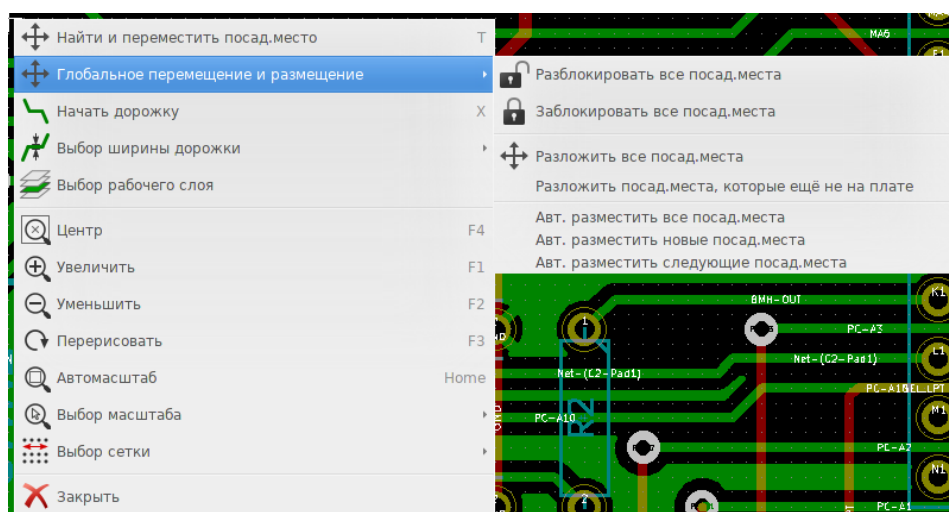 Найти и переместить посад.место T
Глобальное перемещение и размещение
Начать дорожку X
Выбор ширины дорожки
Выбор рабочего слоя
Центр F4
Увеличить F1
Уменьшить F2
Перерисовать F3
Автомасштаб Home
Выбор масштаба
Выбор сетки
Закрыть
Разблокировать все посад.места
Заблокировать все посад.места
Разложить все посад.места
Разложить посад.места, которые ещё не на плате
Авт. разместить все посад.места
Авт. разместить новые посад.места
Авт. разместить следующие посад.места
MA6
K1
8MH-OUT
1
PC-A3
L1
Net-(C2-Pad1)
Net-(C2-Pad1)
R2
PC-A10
M1
PC-A2
N1
2
PC-A1